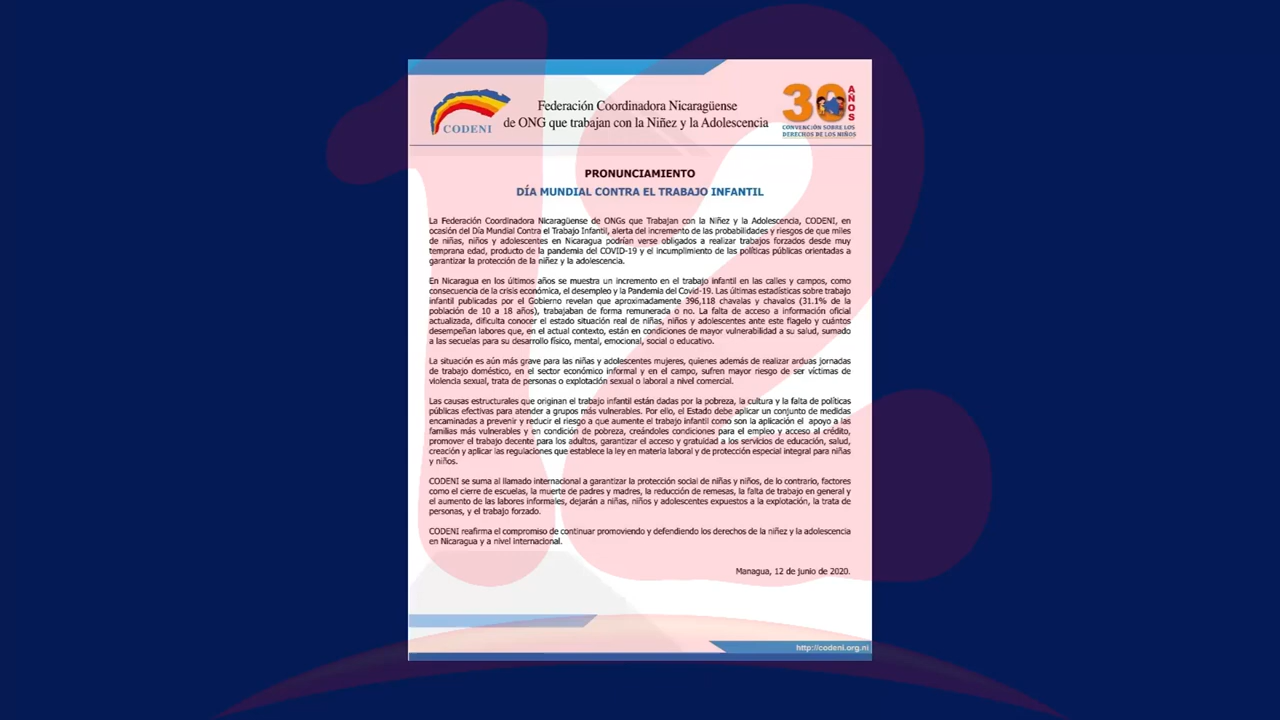 12
CODENI
Federación Coordinadora Nicaragüense
de ONG que trabajan con la Niñez y la Adolescencia
30 AÑOS
CONVENCIÓN SOBRE LOS
DERECHOS DE LOS NIÑOS
PRONUNCIAMIENTO
DÍA MUNDIAL CONTRA EL TRABAJO INFANTIL
La Federación Coordinadora Nicaragüense de ONGs que Trabajan con la Niñez y la Adolescencia, CODENI, en
ocasión del Día Mundial Contra el Trabajo Infantil, alerta del incremento de las probabilidades y riesgos de que miles
de niñas, niños y adolescentes en Nicaragua podrían verse obligados a realizar trabajos forzados desde muy
temprana edad, producto de la pandemia del COVID-19 y el incumplimiento de las políticas públicas orientadas a
garantizar la protección de la niñez y la adolescencia.
En Nicaragua en los últimos años se muestra un incremento en el trabajo infantil en las calles y campos, como
consecuencia de la crisis económica, el desempleo y la Pandemia del Covid-19. Las últimas estadísticas sobre trabajo
infantil publicadas por el Gobierno revelan que aproximadamente 396,118 chavalas y chavalos (31.1% de la
población de 10 a 18 años), trabajaban de forma remunerada o no. La falta de acceso a información oficial
actualizada, dificulta conocer el estado situación real de niñas, niños y adolescentes ante este flagelo y cuántos
desempeñan labores que, en el actual contexto, están en condiciones de mayor vulnerabilidad a su salud, sumado
a las secuelas para su desarrollo físico, mental, emocional, social o educativo.
La situación es aún más grave para las niñas y adolescentes mujeres, quienes además de realizar arduas jornadas
de trabajo doméstico, en el sector económico informal y en el campo, sufren mayor riesgo de ser víctimas de
violencia sexual, trata de personas o explotación sexual o laboral a nivel comercial.
Las causas estructurales que originan el trabajo infantil están dadas por la pobreza, la cultura y la falta de políticas
públicas efectivas para atender a grupos más vulnerables. Por ello, el Estado debe aplicar un conjunto de medidas
encaminadas a prevenir y reducir el riesgo a que aumente el trabajo infantil como son la aplicación el apoyo a las
familias más vulnerables y en condición de pobreza, creándoles condiciones para el empleo y acceso al crédito,
promover el trabajo decente para los adultos, garantizar el acceso y gratuidad a los servicios de educación, salud,
creación y aplicar las regulaciones que establece la ley en materia laboral y de protección especial integral para niñas
y niños.
CODENI se suma al llamado internacional a garantizar la protección social de niñas y niños, de lo contrario, factores
como el cierre de escuelas, la muerte de padres y madres, la reducción de remesas, la falta de trabajo en general y
el aumento de las labores informales, dejarán a niñas, niños y adolescentes expuestos a la explotación, la trata de
personas, y el trabajo forzado.
CODENI reafirma el compromiso de continuar promoviendo y defendiendo los derechos de la niñez y la adolescencia
en Nicaragua y a nivel internacional.
Managua, 12 de junio de 2020.
http://codeni.org.ni